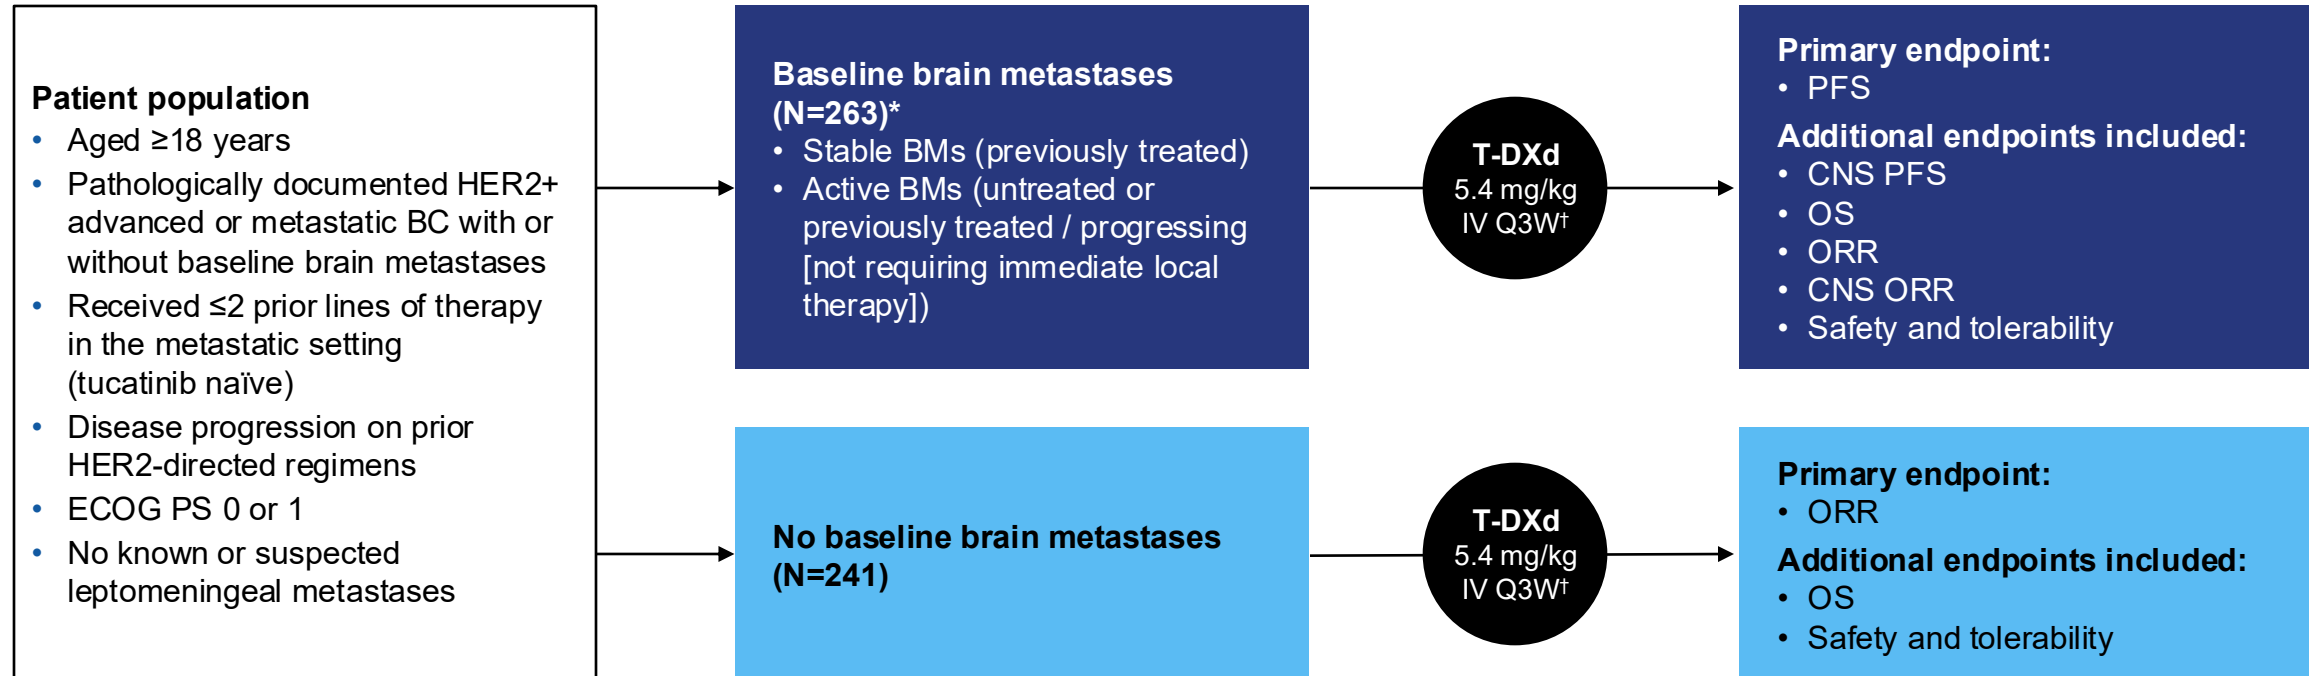 Patient population
• Aged ≥18 years
• Pathologically documented HER2+
advanced or metastatic BC with or
without baseline brain metastases
• Received ≤2 prior lines of therapy
in the metastatic setting
(tucatinib naïve)
• Disease progression on prior
HER2-directed regimens
• ECOG PS 0 or 1
• No known or suspected
leptomeningeal metastases
Baseline brain metastases
(N=263)*
• Stable BMs (previously treated)
• Active BMs (untreated or
previously treated / progressing
[not requiring immediate local
therapy])
T-DXd
5.4 mg/kg
IV Q3W†
Primary endpoint:
• PFS
Additional endpoints included:
• CNS PFS
• OS
• ORR
• CNS ORR
• Safety and tolerability
No baseline brain metastases
(N=241)
T-DXd
5.4 mg/kg
IV Q3W†
Primary endpoint:
• ORR
Additional endpoints included:
• OS
• Safety and tolerability